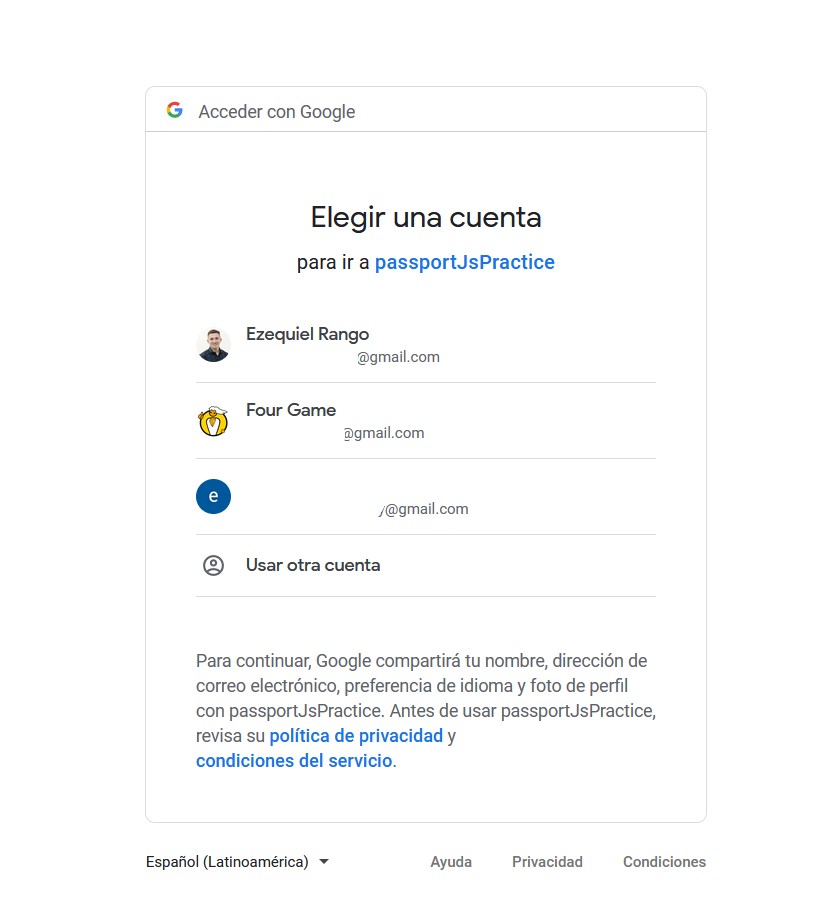 Acceder con Google
Elegir una cuenta
para ir a passportJsPractice
Ezequiel Rango
@gmail.com
Four Game
@gmail.com
e
@gmail.com
Usar otra cuenta
Para continuar, Google compartirá tu nombre, dirección de
correo electrónico, preferencia de idioma y foto de perfil
con passportJsPractice. Antes de usar passportJsPractice,
revisa su política de privacidad y
condiciones del servicio.
Español (Latinoamérica) Ayuda Privacidad Condiciones